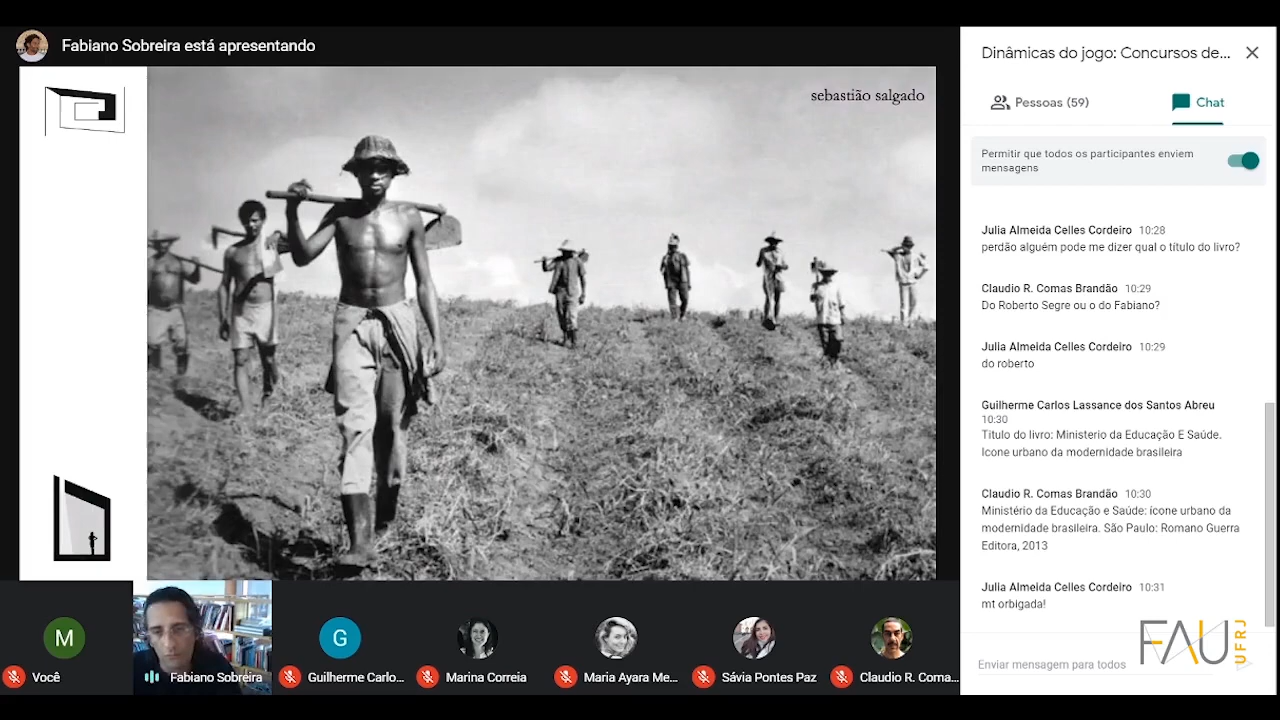 Fabiano Sobreira está apresentando
sebastião salgado
Dinâmicas do jogo: Concursos de...
Pessoas (59)
Chat
Permitir que todos os participantes enviem
mensagens
Julia Almeida Celles Cordeiro 10:28
perdão alguém pode me dizer qual o título do livro?
Claudio R. Comas Brandão 10:29
Do Roberto Segre ou o do Fabiano?
Julia Almeida Celles Cordeiro 10:29
do roberto
Guilherme Carlos Lassance dos Santos Abreu
10:30
Titulo do livro: Ministerio da Educação E Saúde.
Icone urbano da modernidade brasileira
Claudio R. Comas Brandão 10:30
Ministério da Educação e Saúde: ícone urbano da
modernidade brasileira. São Paulo: Romano Guerra
Editora, 2013
Julia Almeida Celles Cordeiro 10:31
mt orbigada!
Enviar mensagem para todos
FAU UFRJ
M
G
Você
Fabiano Sobreira
Guilherme Carlo...
Marina Correia
Maria Ayara Me...
Sávia Pontes Paz
Claudio R. Coma...